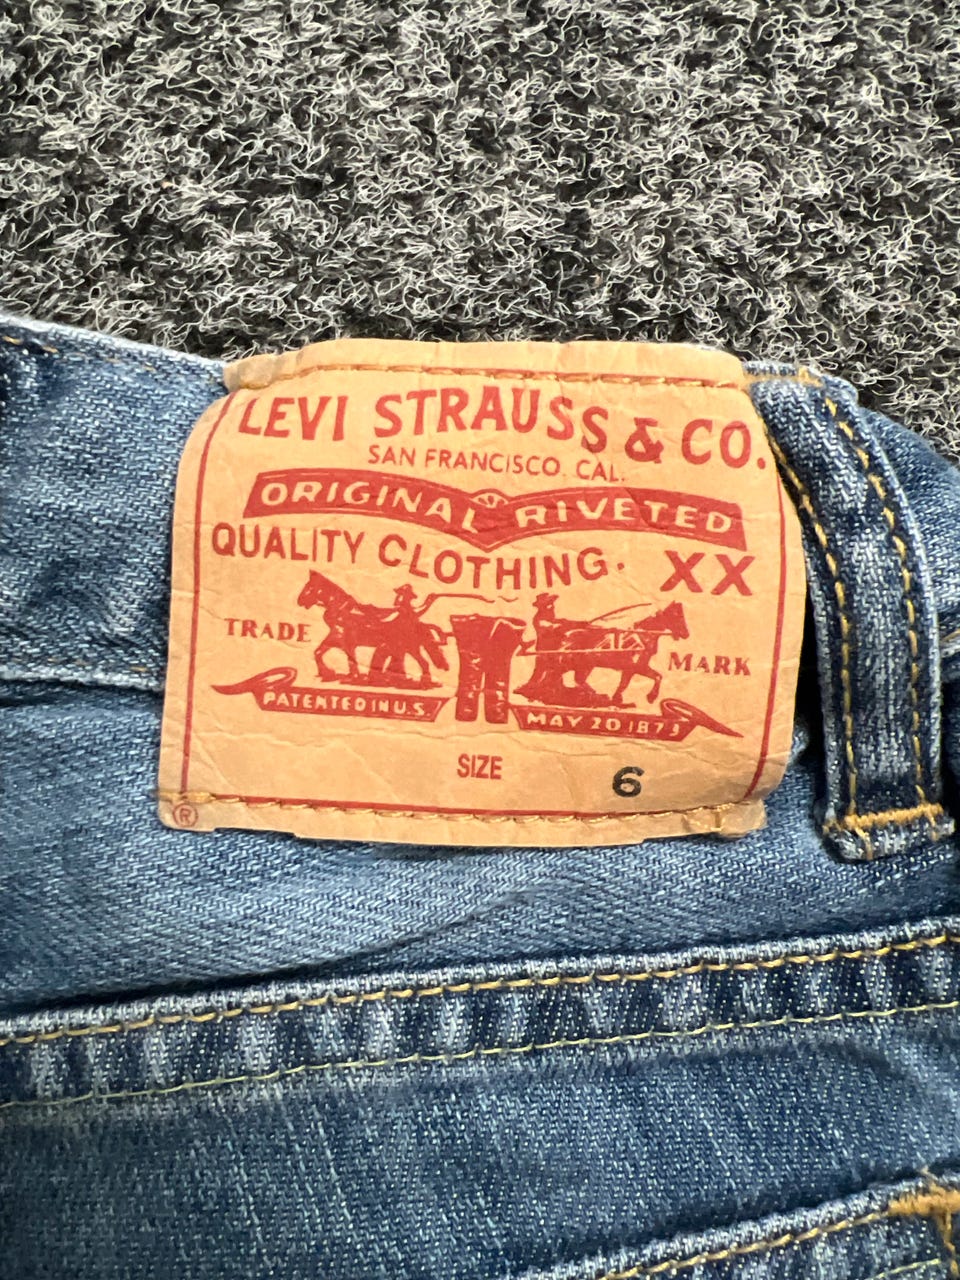 LEVI STRAUSS & CO.
SAN FRANCISCO. CAL.
ORIGINAL RIVETED
QUALITY CLOTHING. XX
TRADE MARK
PATENTED IN U.S. MAY 20 1873
SIZE 6
®